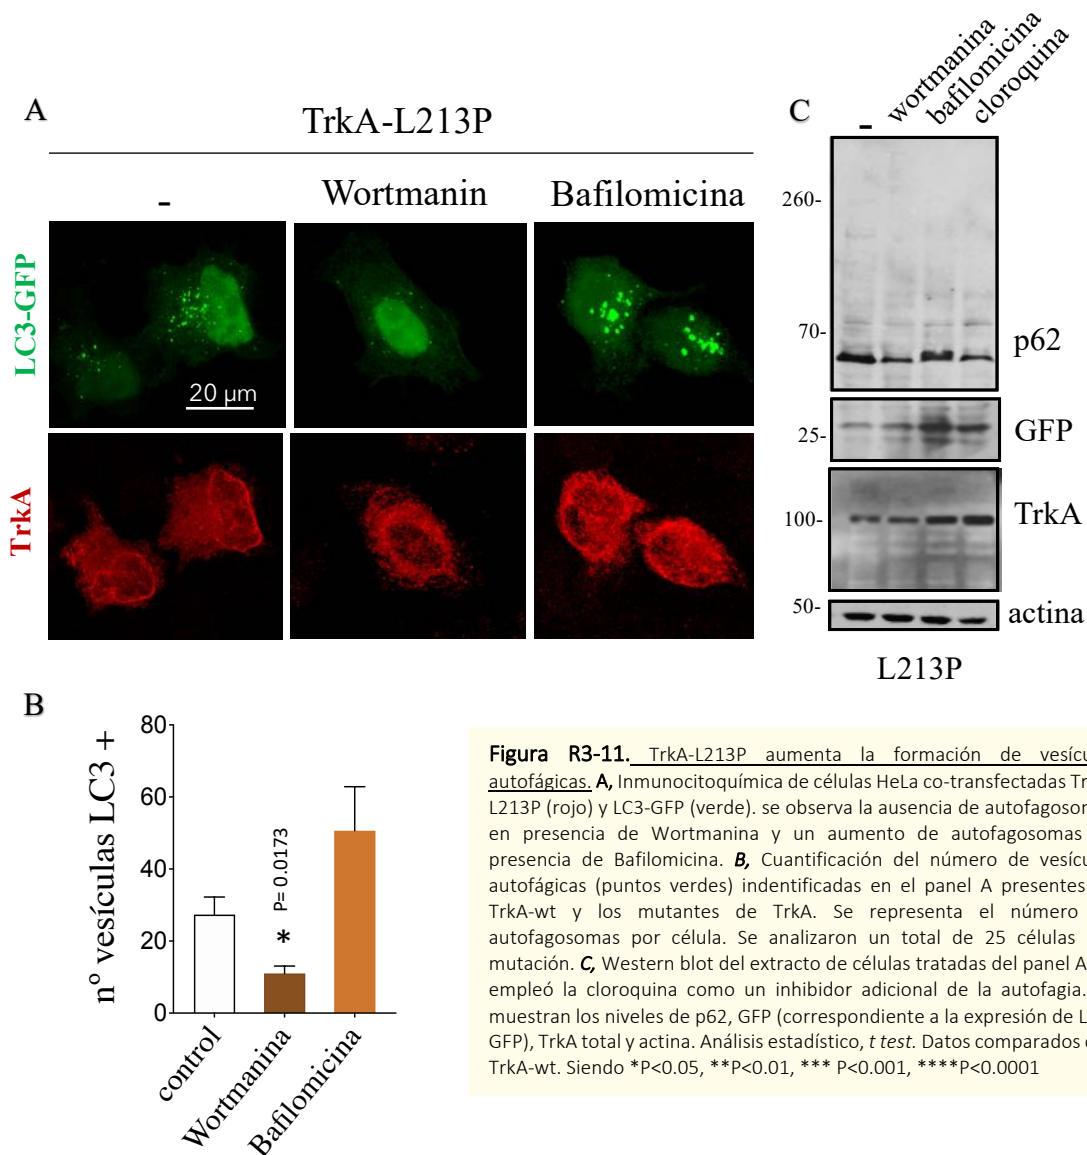 A
TrkA-L213P
-
Wortmanin
Bafilomicina
LC3-GFP
20 µm
TrkA
C
-
wortmanina
bafilomicina
cloroquina
260-
70-
p62
25-
GFP
100-
TrkA
50-
actina
L213P
B
nº vesículas LC3 +
80
60
40
20
0
P= 0.0173
*
control
Wortmanina
Bafilomicina
Figura R3-11. TrkA-L213P aumenta la formación de
autofágicas. A, Inmunocitoquímica de células HeLa co-transfectadas
L213P (rojo) y LC3-GFP (verde). se observa la ausencia de
en presencia de Wortmanina y un aumento de autofagosomas
presencia de Bafilomicina. B, Cuantificación del número de
autofágicas (puntos verdes) indentificadas en el panel A presentes
TrkA-wt y los mutantes de TrkA. Se representa el número
autofagosomas por célula. Se analizaron un total de 25 células
mutación. C, Western blot del extracto de células tratadas del panel A
empleó la cloroquina como un inhibidor adicional de la autofagia.
muestran los niveles de p62, GFP (correspondiente a la expresión de
GFP), TrkA total y actina. Análisis estadístico, t test. Datos comparados
TrkA-wt. Siendo *P<0.05, **P<0.01, *** P<0.001, ****P<0.0001